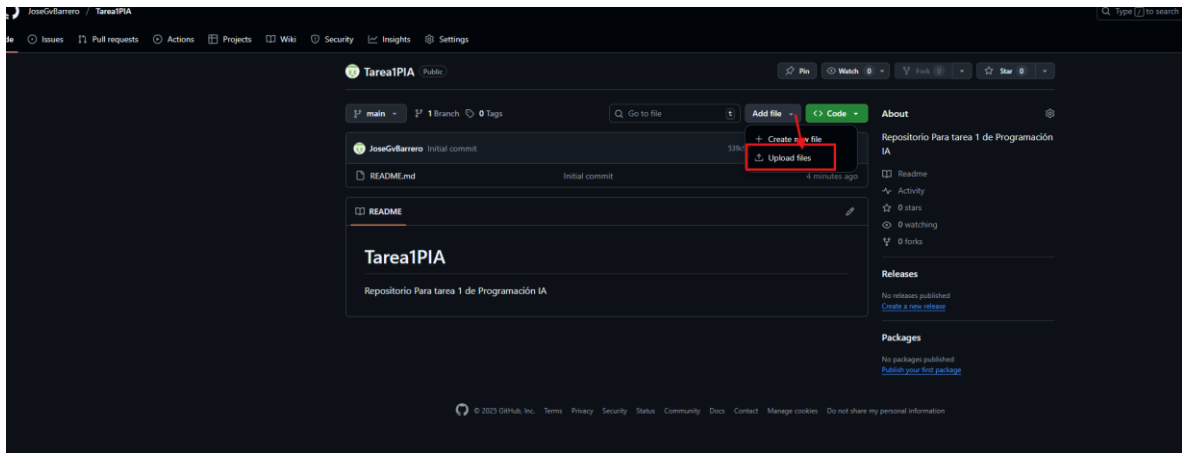 JoseGvBarrero / Tarea1PIA
Type / to search
de Issues Pull requests Actions Projects Wiki Security Insights Settings
Tarea1PIA Public
Pin Watch 0 Fork 0 Star 0
main 1 Branch 0 Tags
Go to file t
Add file Code
Create new file
Upload files
JoseGvBarrero Initial commit
README.md Initial commit 4 minutes ago
README
Tarea1PIA
Repositorio Para tarea 1 de Programación IA
About
Repositorio Para tarea 1 de Programación
IA
Readme
Activity
0 stars
0 watching
0 forks
Releases
No releases published
Create a new release
Packages
No packages published
Publish your first package
© 2025 GitHub, Inc. Terms Privacy Security Status Community Docs Contact Manage cookies Do not share my personal information